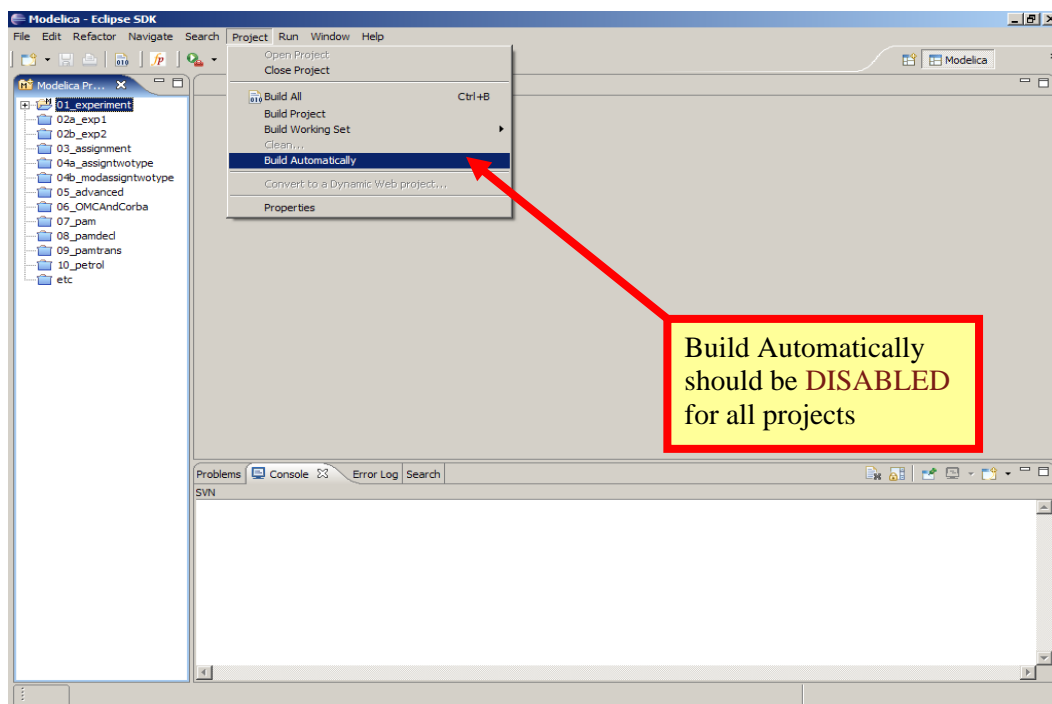 Modelica - Eclipse SDK
File Edit Refactor Navigate Search Project Run Window Help
Open Project
Close Project
Build All Ctrl+B
Build Project
Build Working Set
Clean...
Build Automatically
Convert to a Dynamic Web project...
Properties
Modelica
Modelica Pr...
01_experiment
02a_exp1
02b_exp2
03_assignment
04a_assigntwotype
04b_modassigntwotype
05_advanced
06_OMCAndCorba
07_pam
08_pamdecl
09_pamtrans
10_petrol
etc
Build Automatically
should be DISABLED
for all projects
Problems Console Error Log Search
SVN